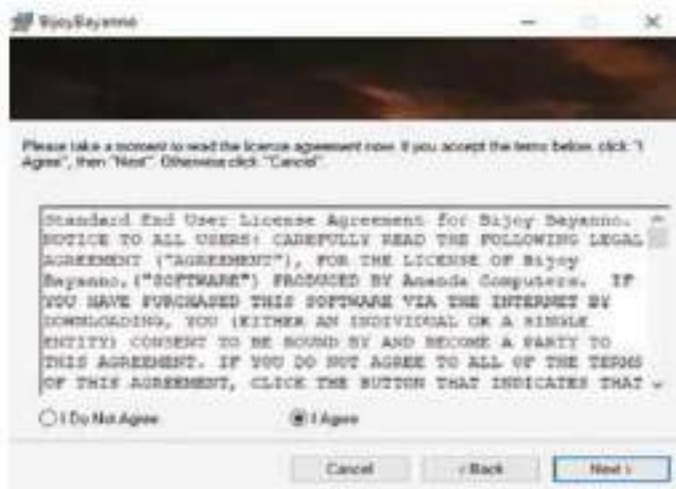 BijoyBayanno
Please take a moment to read the license agreement now. If you accept the terms below, click "I
Agree", then "Next". Otherwise click "Cancel".
Standard End User License Agreement for Bijoy Bayanno.
NOTICE TO ALL USERS: CAREFULLY READ THE FOLLOWING LEGAL
AGREEMENT ("AGREEMENT"), FOR THE LICENSE OF Bijoy
Bayanno.("SOFTWARE") PRODUCED BY Ananda Computers. IF
YOU HAVE PURCHASED THIS SOFTWARE VIA THE INTERNET BY
DOWNLOADING, YOU (EITHER AN INDIVIDUAL OR A SINGLE
ENTITY) CONSENT TO BE BOUND BY AND BECOME A PARTY TO
THIS AGREEMENT. IF YOU DO NOT AGREE TO ALL OF THE TERMS
OF THIS AGREEMENT, CLICK THE BUTTON THAT INDICATES THAT
I Do Not Agree I Agree
Cancel < Back Next >